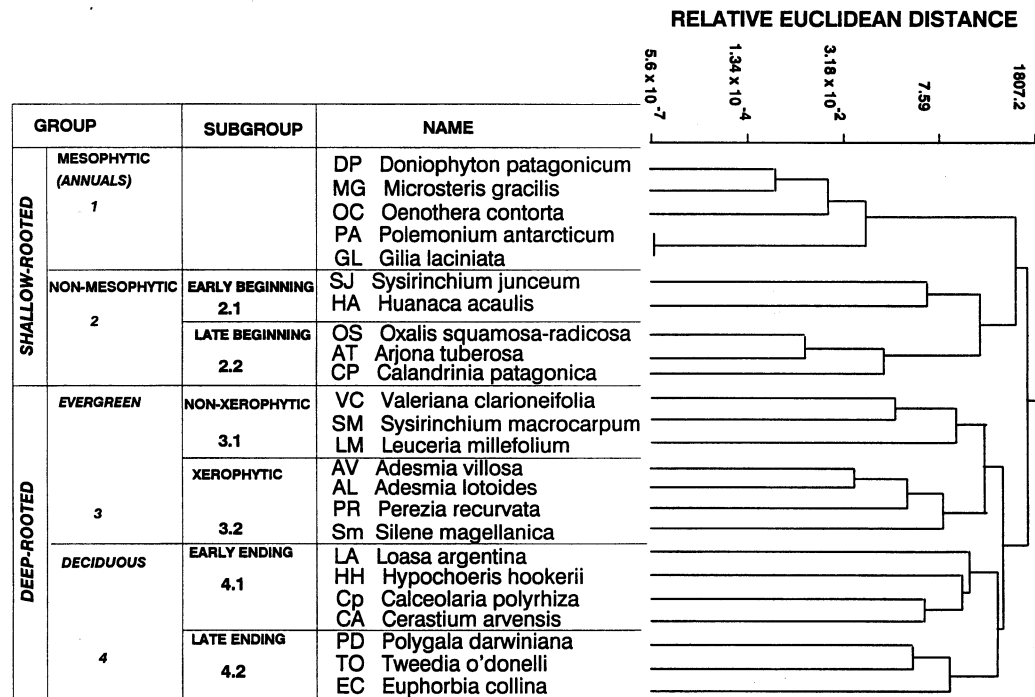 RELATIVE EUCLIDEAN DISTANCE
5.6 x 10⁻⁷
1.34 x 10⁻⁴
3.18 x 10⁻²
7.59
1807.2
GROUP SUBGROUP NAME
SHALLOW-ROOTED
MESOPHYTIC
(ANNUALS)
1
DP Doniophyton patagonicum
MG Microsteris gracilis
OC Oenothera contorta
PA Polemonium antarcticum
GL Gilia laciniata
NON-MESOPHYTIC
2
EARLY BEGINNING
2.1
SJ Sysirinchium junceum
HA Huanaca acaulis
LATE BEGINNING
2.2
OS Oxalis squamosa-radicosa
AT Arjona tuberosa
CP Calandrinia patagonica
DEEP-ROOTED
EVERGREEN
3
NON-XEROPHYTIC
3.1
VC Valeriana clarioneifolia
SM Sysirinchium macrocarpum
LM Leuceria millefolium
XEROPHYTIC
3.2
AV Adesmia villosa
AL Adesmia lotoides
PR Perezia recurvata
Sm Silene magellanica
DECIDUOUS
4
EARLY ENDING
4.1
LA Loasa argentina
HH Hypochoeris hookerii
Cp Calceolaria polyrhiza
CA Cerastium arvensis
LATE ENDING
4.2
PD Polygala darwiniana
TO Tweedia o'donelli
EC Euphorbia collina